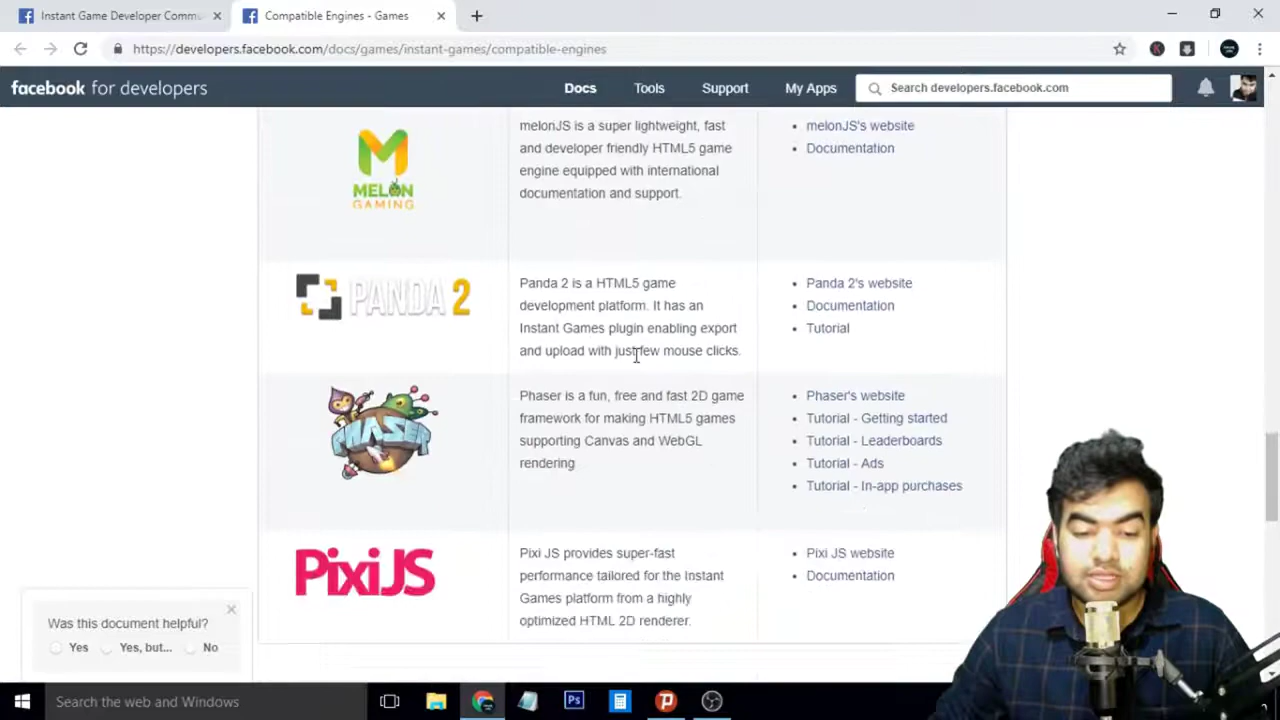 Instant Game Developer Commu
Compatible Engines - Games
https://developers.facebook.com/docs/games/instant-games/compatible-engines
facebook for developers
Docs
Tools
Support
My Apps
Search developers.facebook.com
MELON
GAMING
melonJS is a super lightweight, fast
and developer friendly HTML5 game
engine equipped with international
documentation and support.
melonJS's website
Documentation
PANDA 2
Panda 2 is a HTML5 game
development platform. It has an
Instant Games plugin enabling export
and upload with just few mouse clicks.
Panda 2's website
Documentation
Tutorial
PHASER
Phaser is a fun, free and fast 2D game
framework for making HTML5 games
supporting Canvas and WebGL
rendering
Phaser's website
Tutorial - Getting started
Tutorial - Leaderboards
Tutorial - Ads
Tutorial - In-app purchases
PixiJS
Pixi JS provides super-fast
performance tailored for the Instant
Games platform from a highly
optimized HTML 2D renderer.
Pixi JS website
Documentation
Was this document helpful?
Yes
Yes, but...
No
Search the web and Windows
Ps